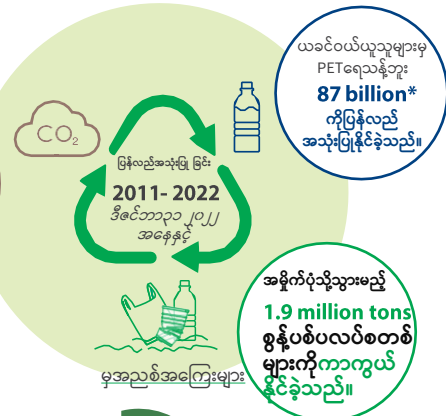 ယခင်ဝယ်ယူသူများမှ
PETရေသန့်ဘူး
87 billion*
ကိုပြန်လည်
အသုံးပြုနိုင်ခဲ့သည်။
CO2
ပြန်လည်အသုံးပြု ခြင်း
2011- 2022
ဒီဇင်ဘာ၃၁ ၂၀၂၂
အနေနှင့်
အမှိုက်ပုံသို့သွားမည့်
1.9 million tons
စွန့်ပစ်ပလပ်စတစ်
များကိုကာကွယ်
နိုင်ခဲ့သည်။
မှအညစ်အကြေးများ